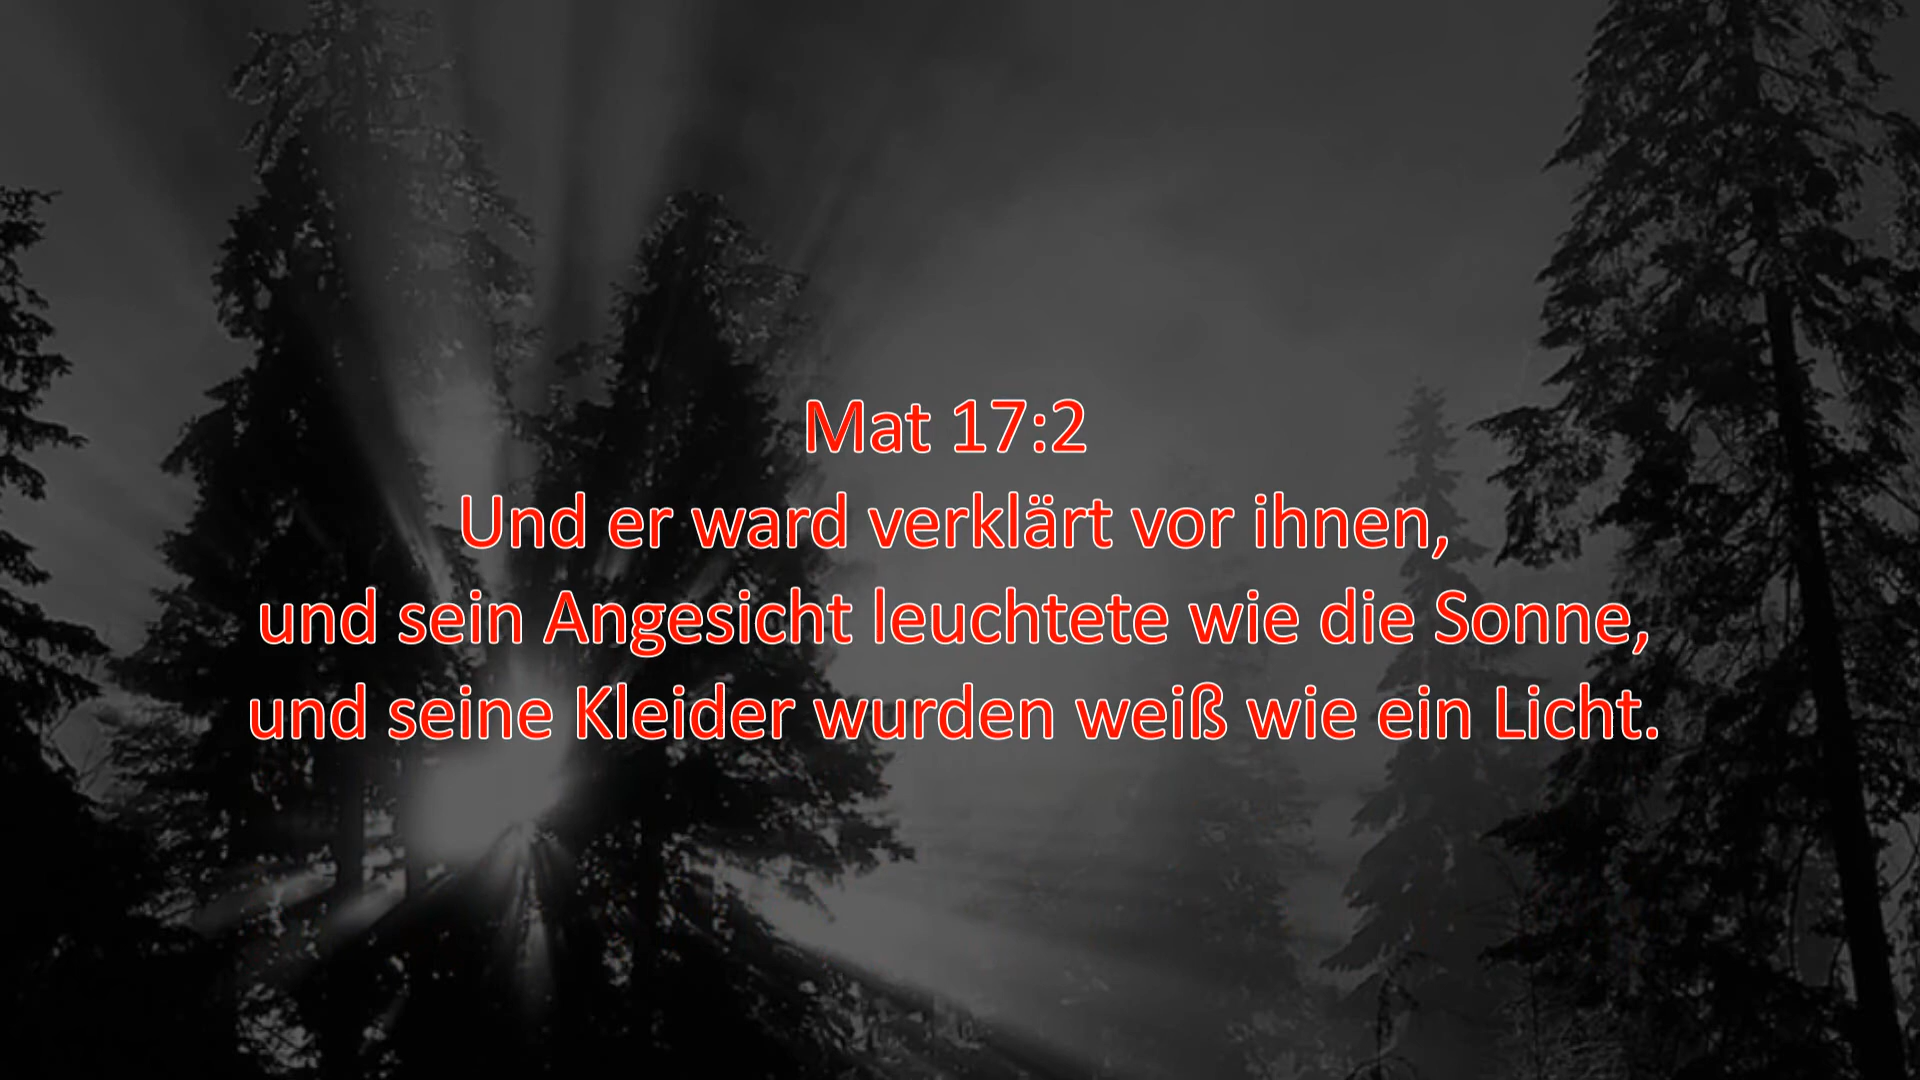 Mat 17:2
Und er ward verklärt vor ihnen,
und sein Angesicht leuchtete wie die Sonne,
und seine Kleider wurden weiß wie ein Licht.